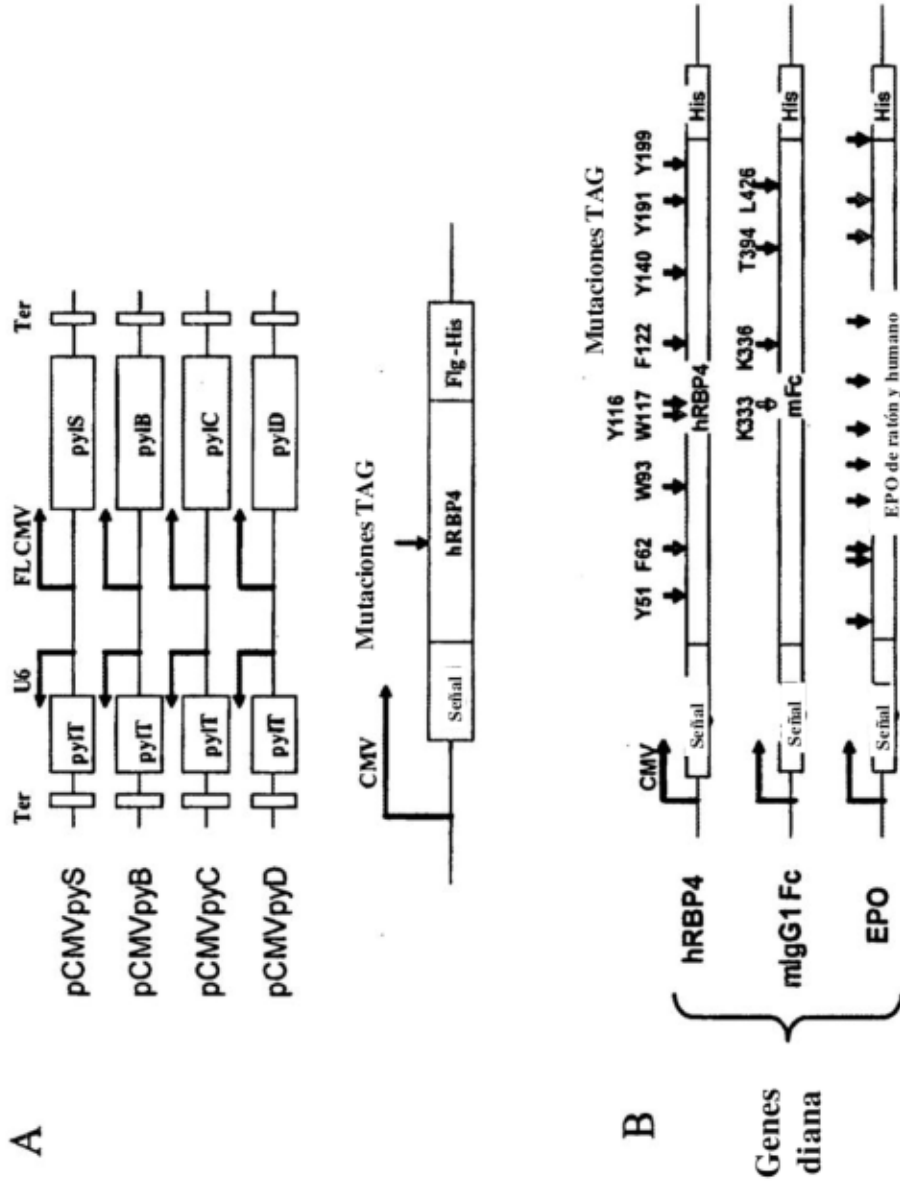 A
Ter
U6
FL CMV
Ter
pCMVpyS
pylT
pylS
pCMVpyB
pylT
pylB
pCMVpyC
pylT
pylC
pCMVpyD
pylT
pylD
Mutaciones TAG
CMV
Señal
hRBP4
Flg-His
B
Mutaciones TAG
Genes
diana
hRBP4
CMV
Señal
Y51
F62
W93
Y116
W117
F122
Y140
Y191
Y199
hRBP4
His
mIgG1 Fc
Señal
K333
K336
T394
L426
mFc
His
EPO
Señal
EPO de ratón y humano
His